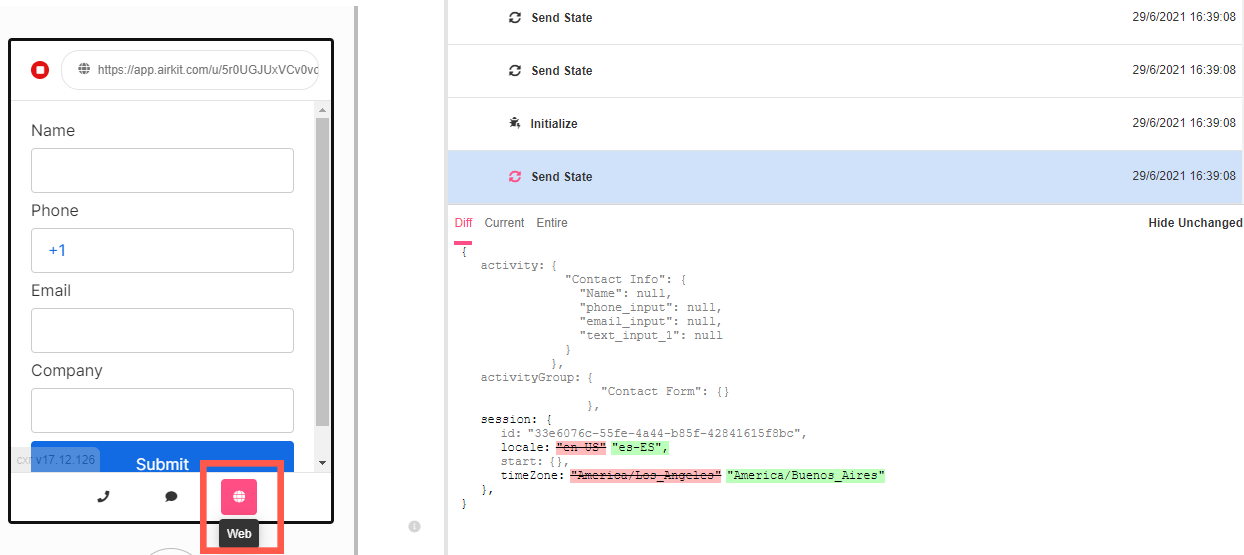 https://app.airkit.com/u/5r0UGJUxVCv0vc
Name
Phone
+1
Email
Company
Submit
v17.12.126
Web
Send State 29/6/2021 16:39:08
Send State 29/6/2021 16:39:08
Initialize 29/6/2021 16:39:08
Send State 29/6/2021 16:39:08
Diff Current Entire Hide Unchanged
{
activity: {
"Contact Info": {
"Name": null,
"phone_input": null,
"email_input": null,
"text_input_1": null
}
},
activityGroup: {
"Contact Form": {}
},
session: {
id: "33e6076c-55fe-4a44-b85f-42841615f8bc",
locale: "en-US" "es-ES",
start: {},
timeZone: "America/Los_Angeles" "America/Buenos_Aires"
},
}